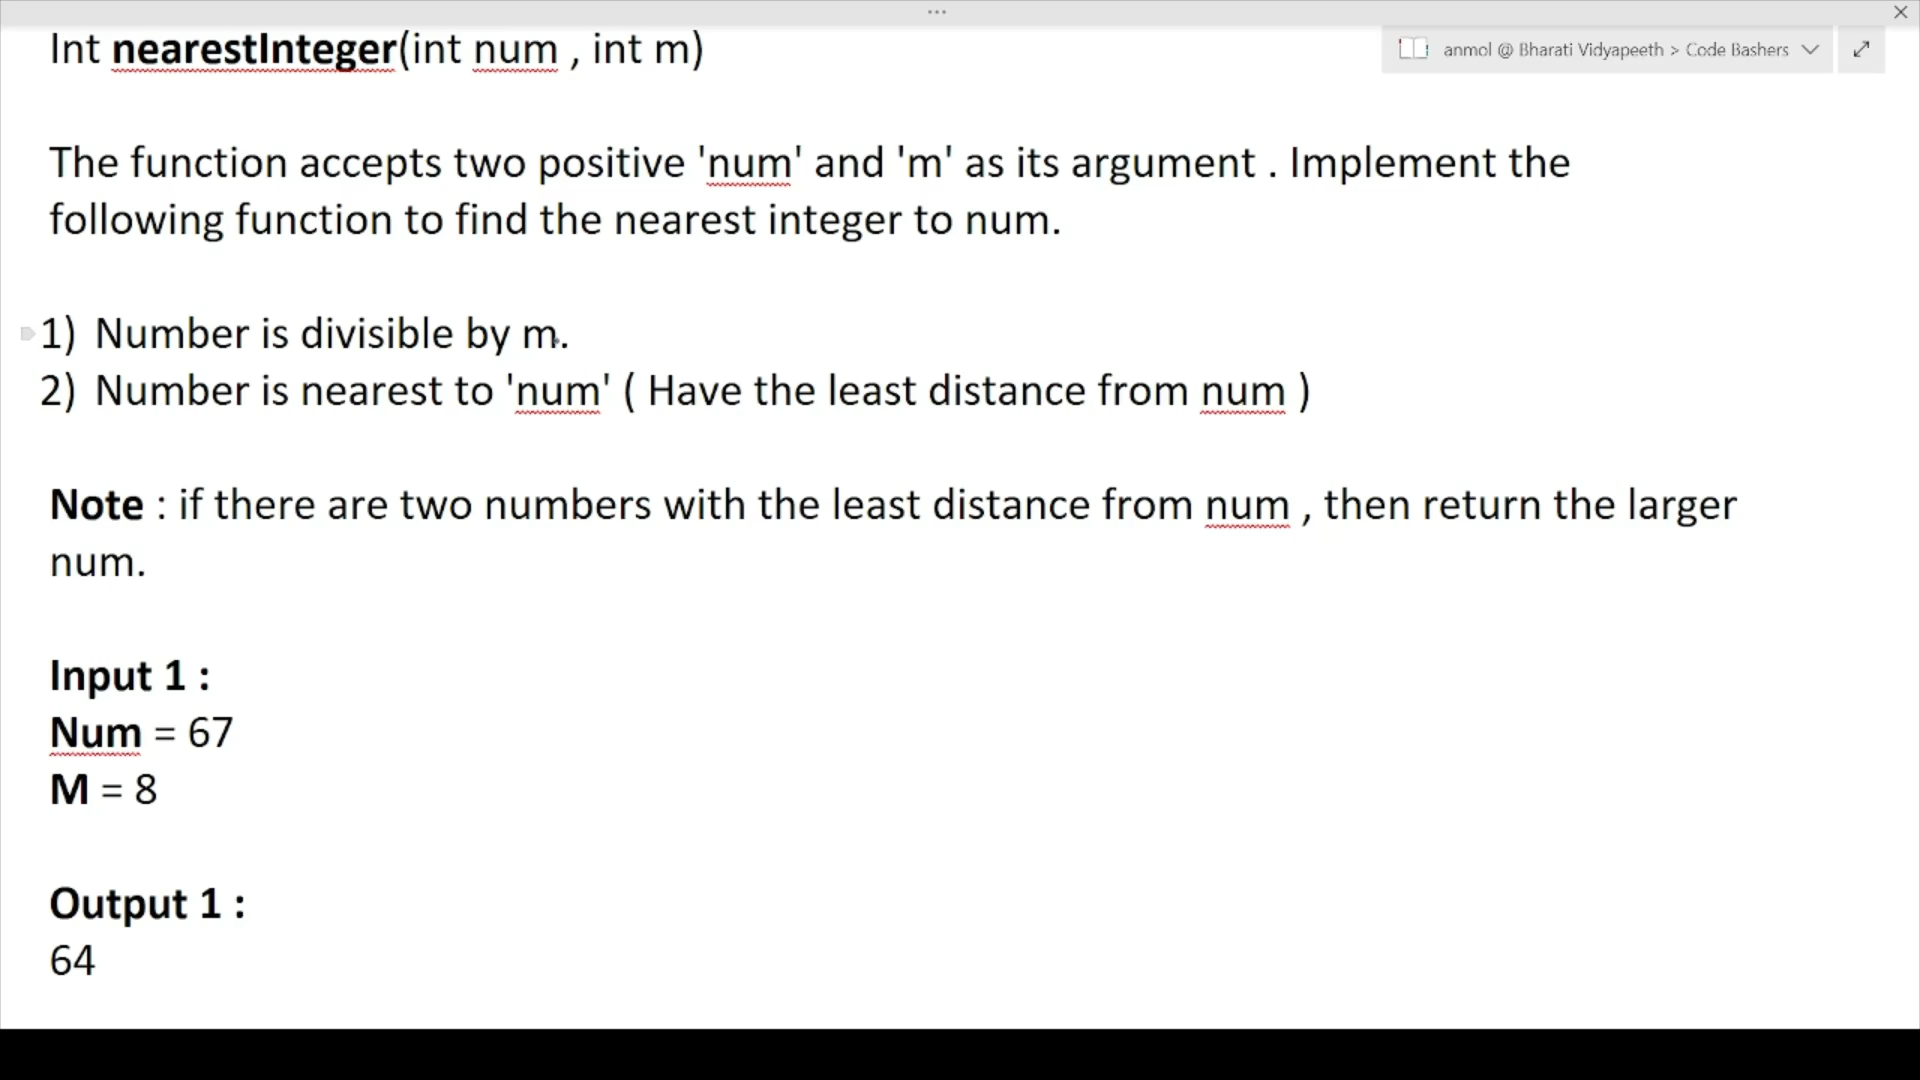 Int nearestInteger(int num , int m)
anmol @ Bharati Vidyapeeth > Code Bashers
The function accepts two positive 'num' and 'm' as its argument . Implement the
following function to find the nearest integer to num.
1) Number is divisible by m.
2) Number is nearest to 'num' ( Have the least distance from num )
Note : if there are two numbers with the least distance from num , then return the larger
num.
Input 1 :
Num = 67
M = 8
Output 1 :
64